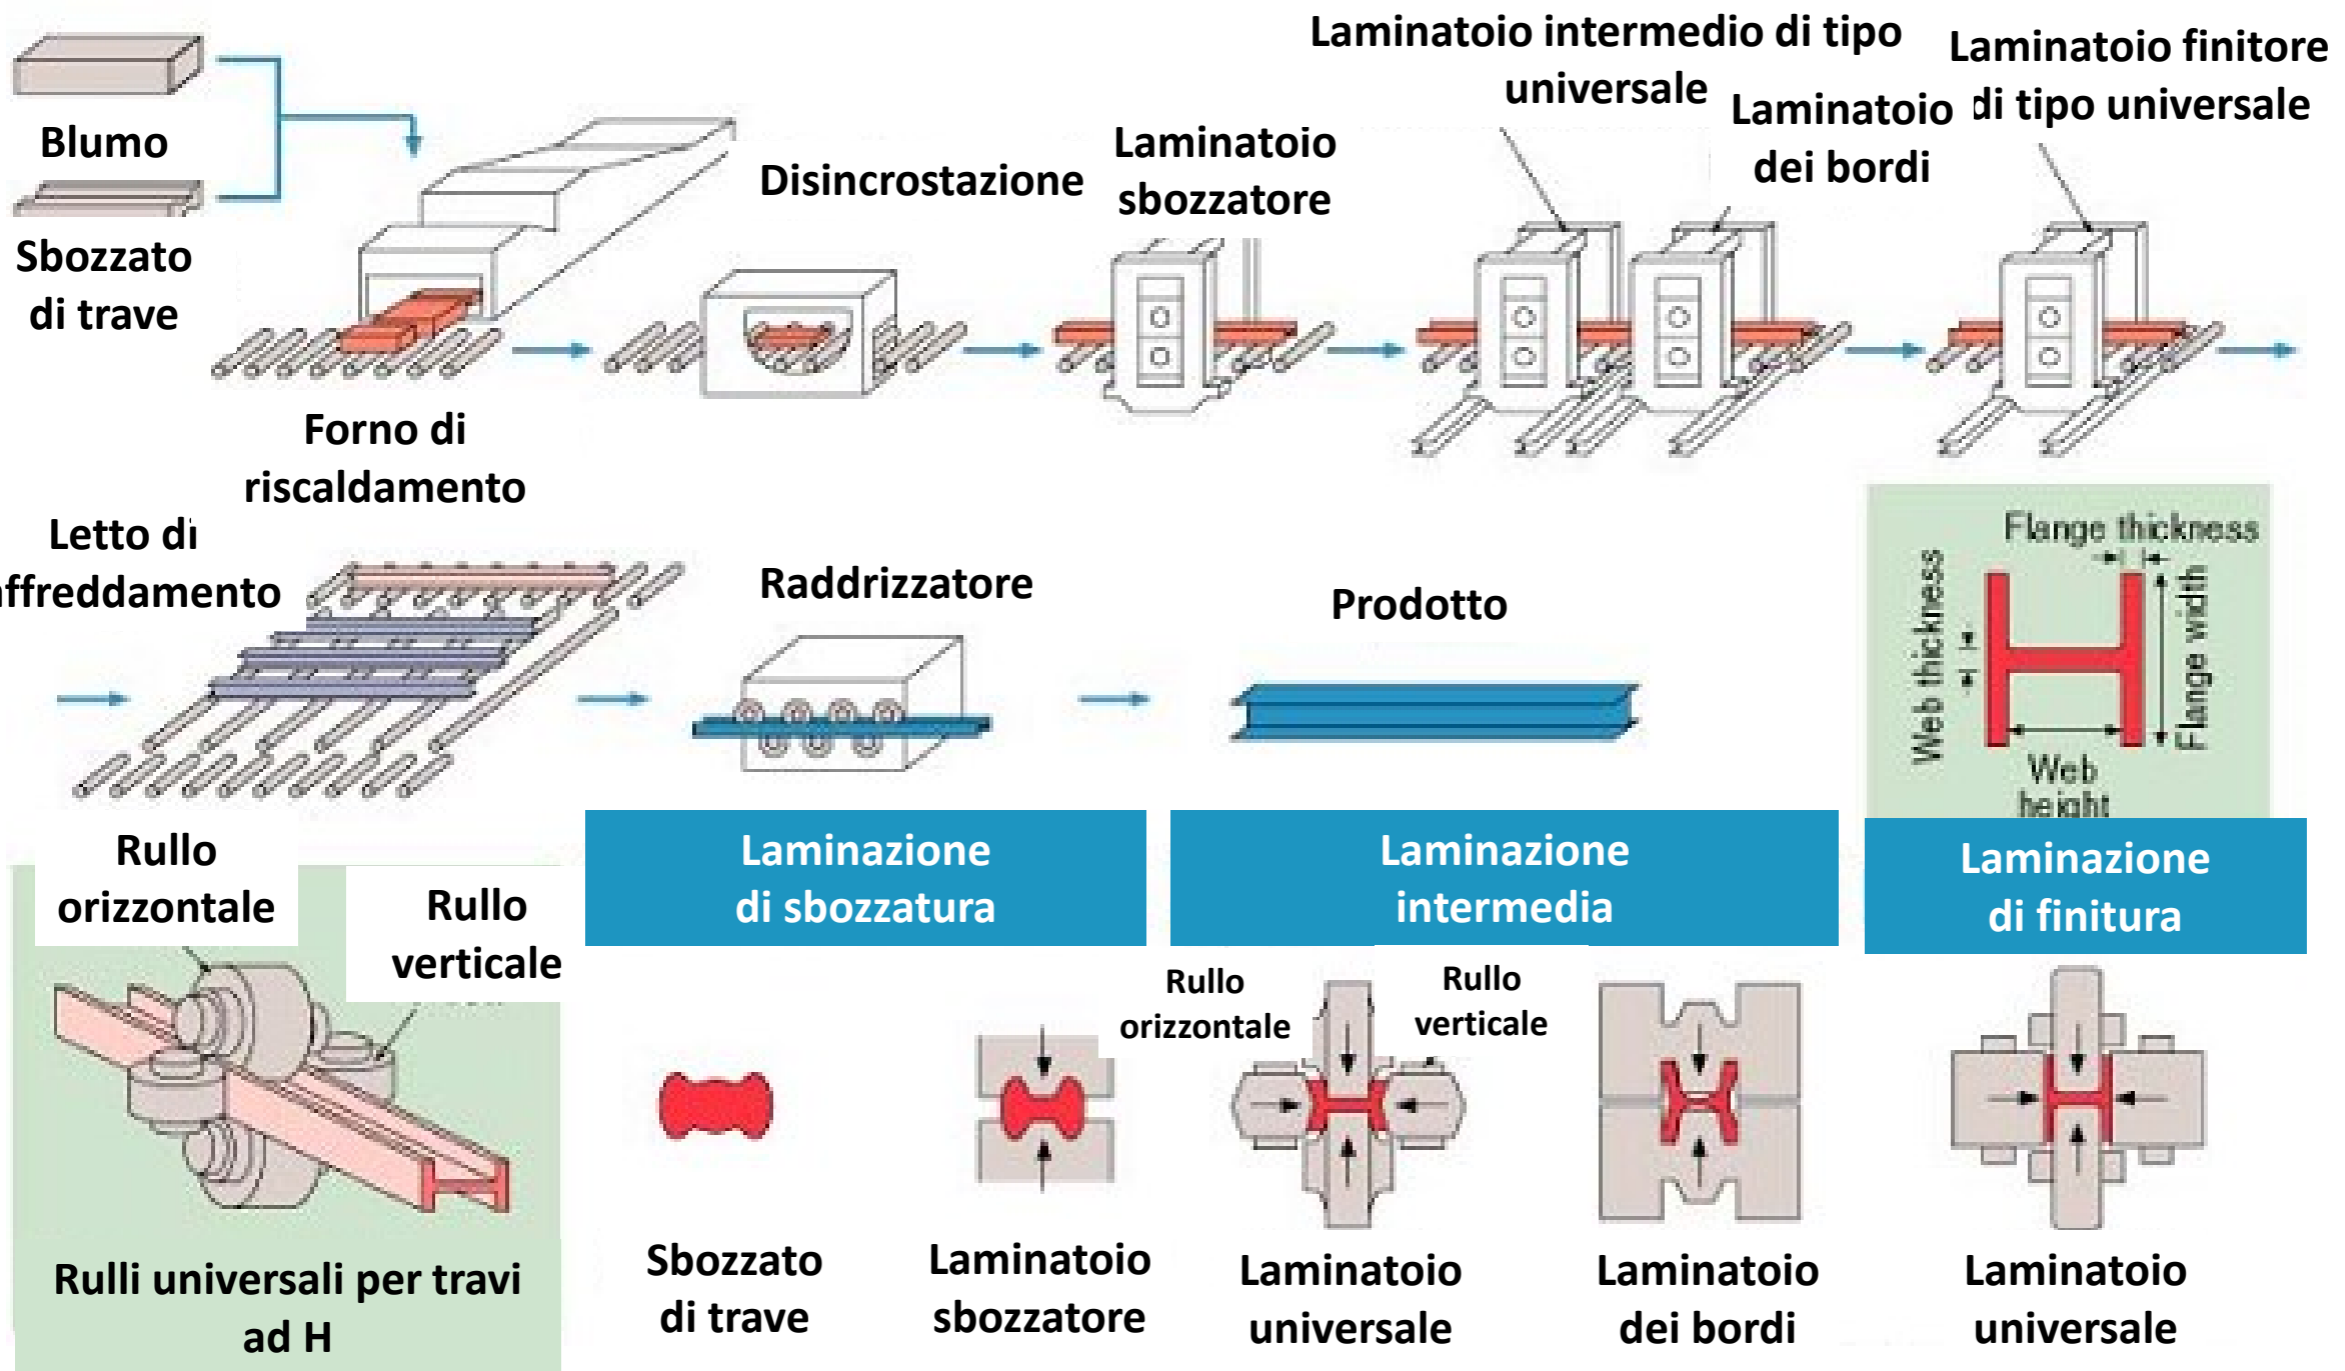 Blumo
Sbozzato
di trave
Forno di
riscaldamento
Disincrostazione
Laminatoio
sbozzatore
Laminatoio intermedio di tipo
universale
Laminatoio
dei bordi
Laminatoio finitore
di tipo universale
Letto di
affreddamento
Raddrizzatore
Prodotto
Flange thickness
Web thickness
Flange width
Web
height
Rullo
orizzontale
Rullo
verticale
Rulli universali per travi
ad H
Laminazione
di sbozzatura
Laminazione
intermedia
Laminazione
di finitura
Rullo
orizzontale
Rullo
verticale
Sbozzato
di trave
Laminatoio
sbozzatore
Laminatoio
universale
Laminatoio
dei bordi
Laminatoio
universale